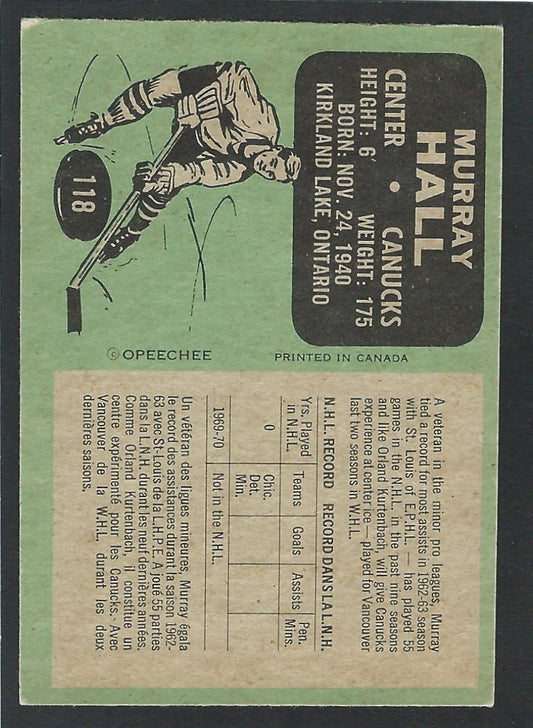 MURRAY
HALL
CENTER • CANUCKS
HEIGHT: 6' WEIGHT: 175
BORN: NOV. 24, 1940
KIRKLAND LAKE, ONTARIO
118
© OPEECHEE
PRINTED IN CANADA
A veteran in the minor pro leagues, Murray
tied a record for most assists in 1962-63 season
with St. Louis of E.P.H.L. — has played 55
games in the N.H.L. in the past nine seasons
and like Orland Kurtenbach, will give Canucks
experience at center ice — played for Vancouver
last two seasons in W.H.L.
N.H.L. RECORD RECORD DANS LA L.N.H.
Yrs. Played in N.H.L. Teams Goals Assists Pen. Mins.
0 Chic. Det. Min.
1969-70 Not in the N.H.L.
Un vétéran des ligues mineures, Murray égala
le record des assistances durant la saison 1962-
63 avec St-Louis de la L.H.P.E. A joué 55 parties
dans la L.N.H. durant les neuf dernières années.
Comme Orland Kurtenbach, il constitue un
centre expérimenté pour les Canucks. Avec
Vancouver de la W.H.L. durant les deux
dernières saisons.